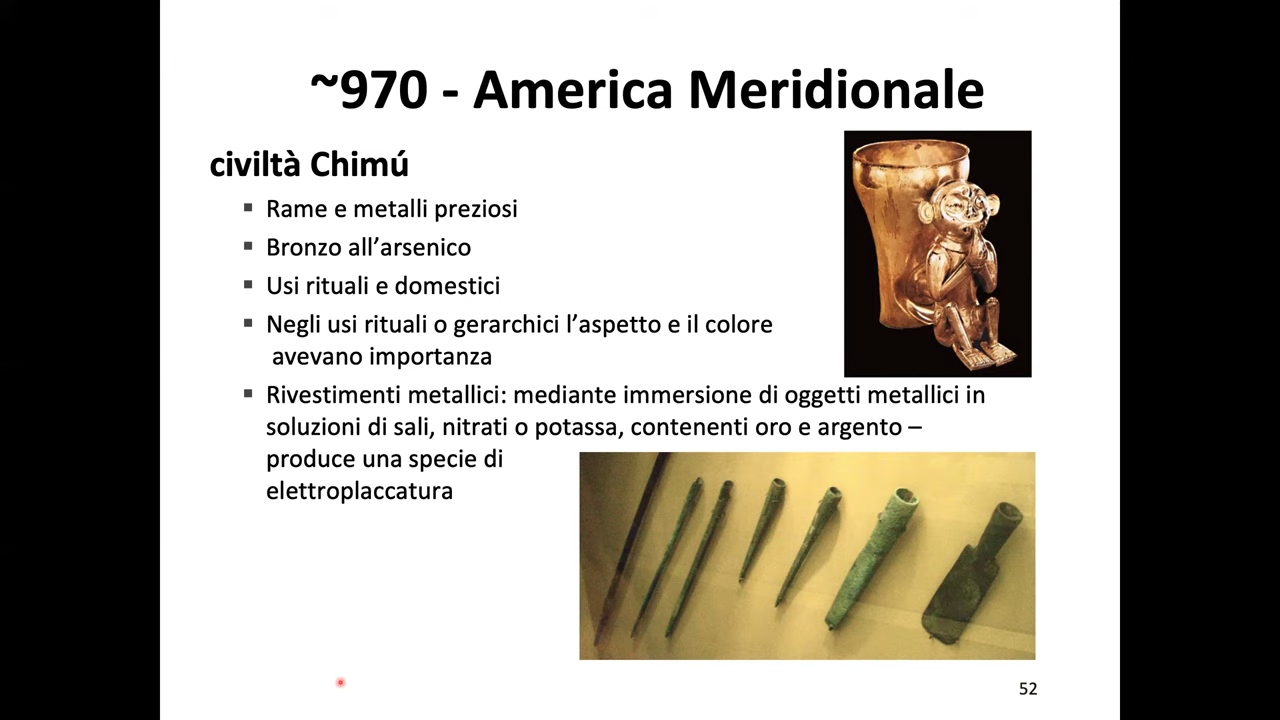 ~970 - America Meridionale
civiltà Chimú
▪ Rame e metalli preziosi
▪ Bronzo all’arsenico
▪ Usi rituali e domestici
▪ Negli usi rituali o gerarchici l’aspetto e il colore
avevano importanza
▪ Rivestimenti metallici: mediante immersione di oggetti metallici in
soluzioni di sali, nitrati o potassa, contenenti oro e argento –
produce una specie di
elettroplaccatura
52